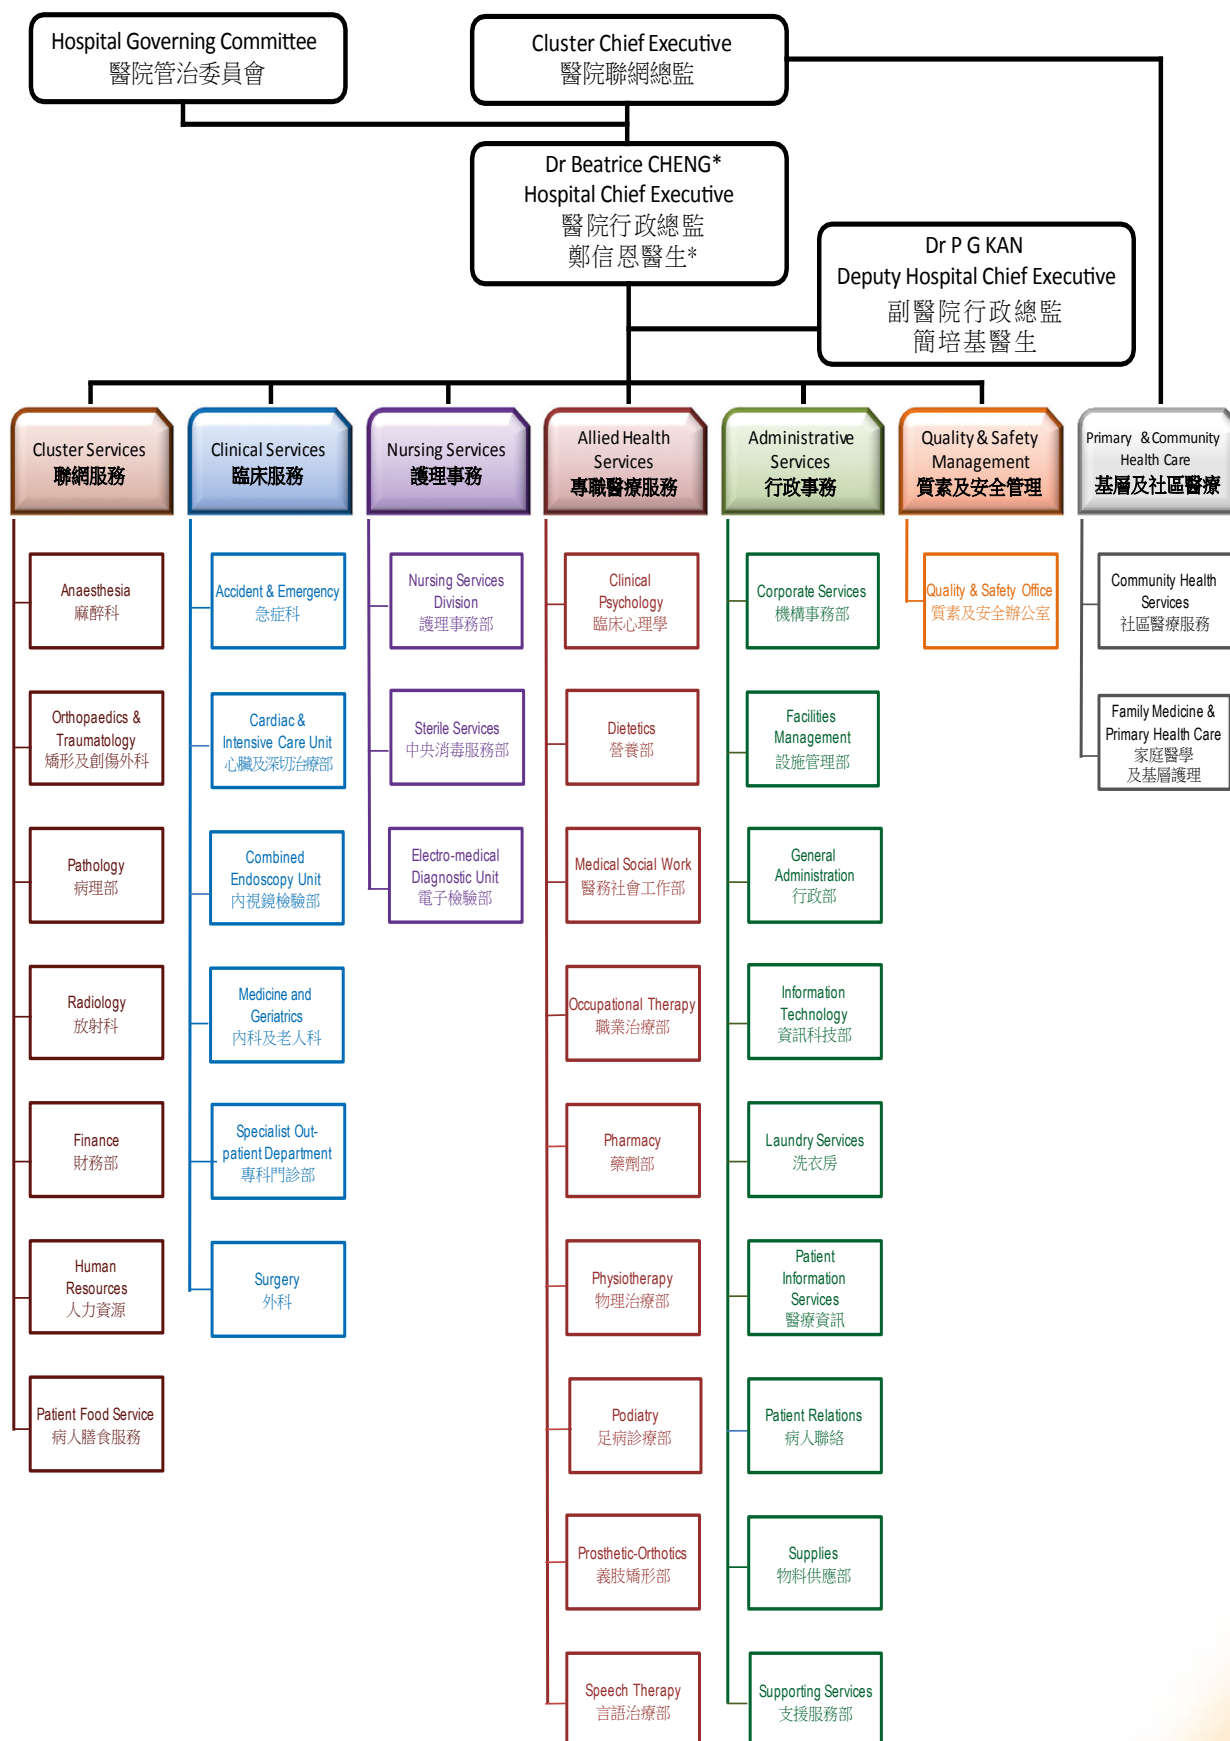 Hospital Governing Committee
醫院管治委員會
Cluster Chief Executive
醫院聯網總監
Dr Beatrice CHENG*
Hospital Chief Executive
醫院行政總監
鄭信恩醫生*
Dr P G KAN
Deputy Hospital Chief Executive
副醫院行政總監
簡培基醫生
Cluster Services
聯網服務
Clinical Services
臨床服務
Nursing Services
護理事務
Allied Health
Services
專職醫療服務
Administrative
Services
行政事務
Quality & Safety
Management
質素及安全管理
Primary & Community
Health Care
基層及社區醫療
Anaesthesia
麻醉科
Orthopaedics &
Traumatology
矯形及創傷外科
Pathology
病理部
Radiology
放射科
Finance
財務部
Human
Resources
人力資源
Patient Food Service
病人膳食服務
Accident & Emergency
急症科
Cardiac &
Intensive Care Unit
心臟及深切治療部
Combined
Endoscopy Unit
內視鏡檢驗部
Medicine and
Geriatrics
內科及老人科
Specialist Out-
patient Department
專科門診部
Surgery
外科
Nursing Services
Division
護理事務部
Sterile Services
中央消毒服務部
Electro-medical
Diagnostic Unit
電子檢驗部
Clinical
Psychology
臨床心理學
Dietetics
營養部
Medical Social Work
醫務社會工作部
Occupational Therapy
職業治療部
Pharmacy
藥劑部
Physiotherapy
物理治療部
Podiatry
足病診療部
Prosthetic-Orthotics
義肢矯形部
Speech Therapy
言語治療部
Corporate Services
機構事務部
Facilities
Management
設施管理部
General
Administration
行政部
Information
Technology
資訊科技部
Laundry Services
洗衣房
Patient
Information
Services
醫療資訊
Patient Relations
病人聯絡
Supplies
物料供應部
Supporting Services
支援服務部
Quality & Safety Office
質素及安全辦公室
Community Health
Services
社區醫療服務
Family Medicine &
Primary Health Care
家庭醫學
及基層護理